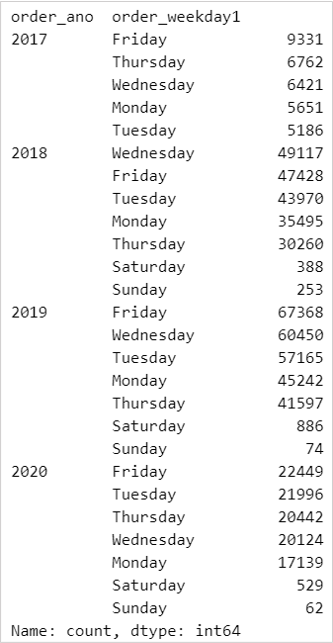 order_ano  order_weekday1
2017       Friday             9331
           Thursday           6762
           Wednesday          6421
           Monday             5651
           Tuesday            5186
2018       Wednesday         49117
           Friday            47428
           Tuesday           43970
           Monday            35495
           Thursday          30260
           Saturday            388
           Sunday              253
2019       Friday            67368
           Wednesday         60450
           Tuesday           57165
           Monday            45242
           Thursday          41597
           Saturday            886
           Sunday               74
2020       Friday            22449
           Tuesday           21996
           Thursday          20442
           Wednesday         20124
           Monday            17139
           Saturday            529
           Sunday               62
Name: count, dtype: int64